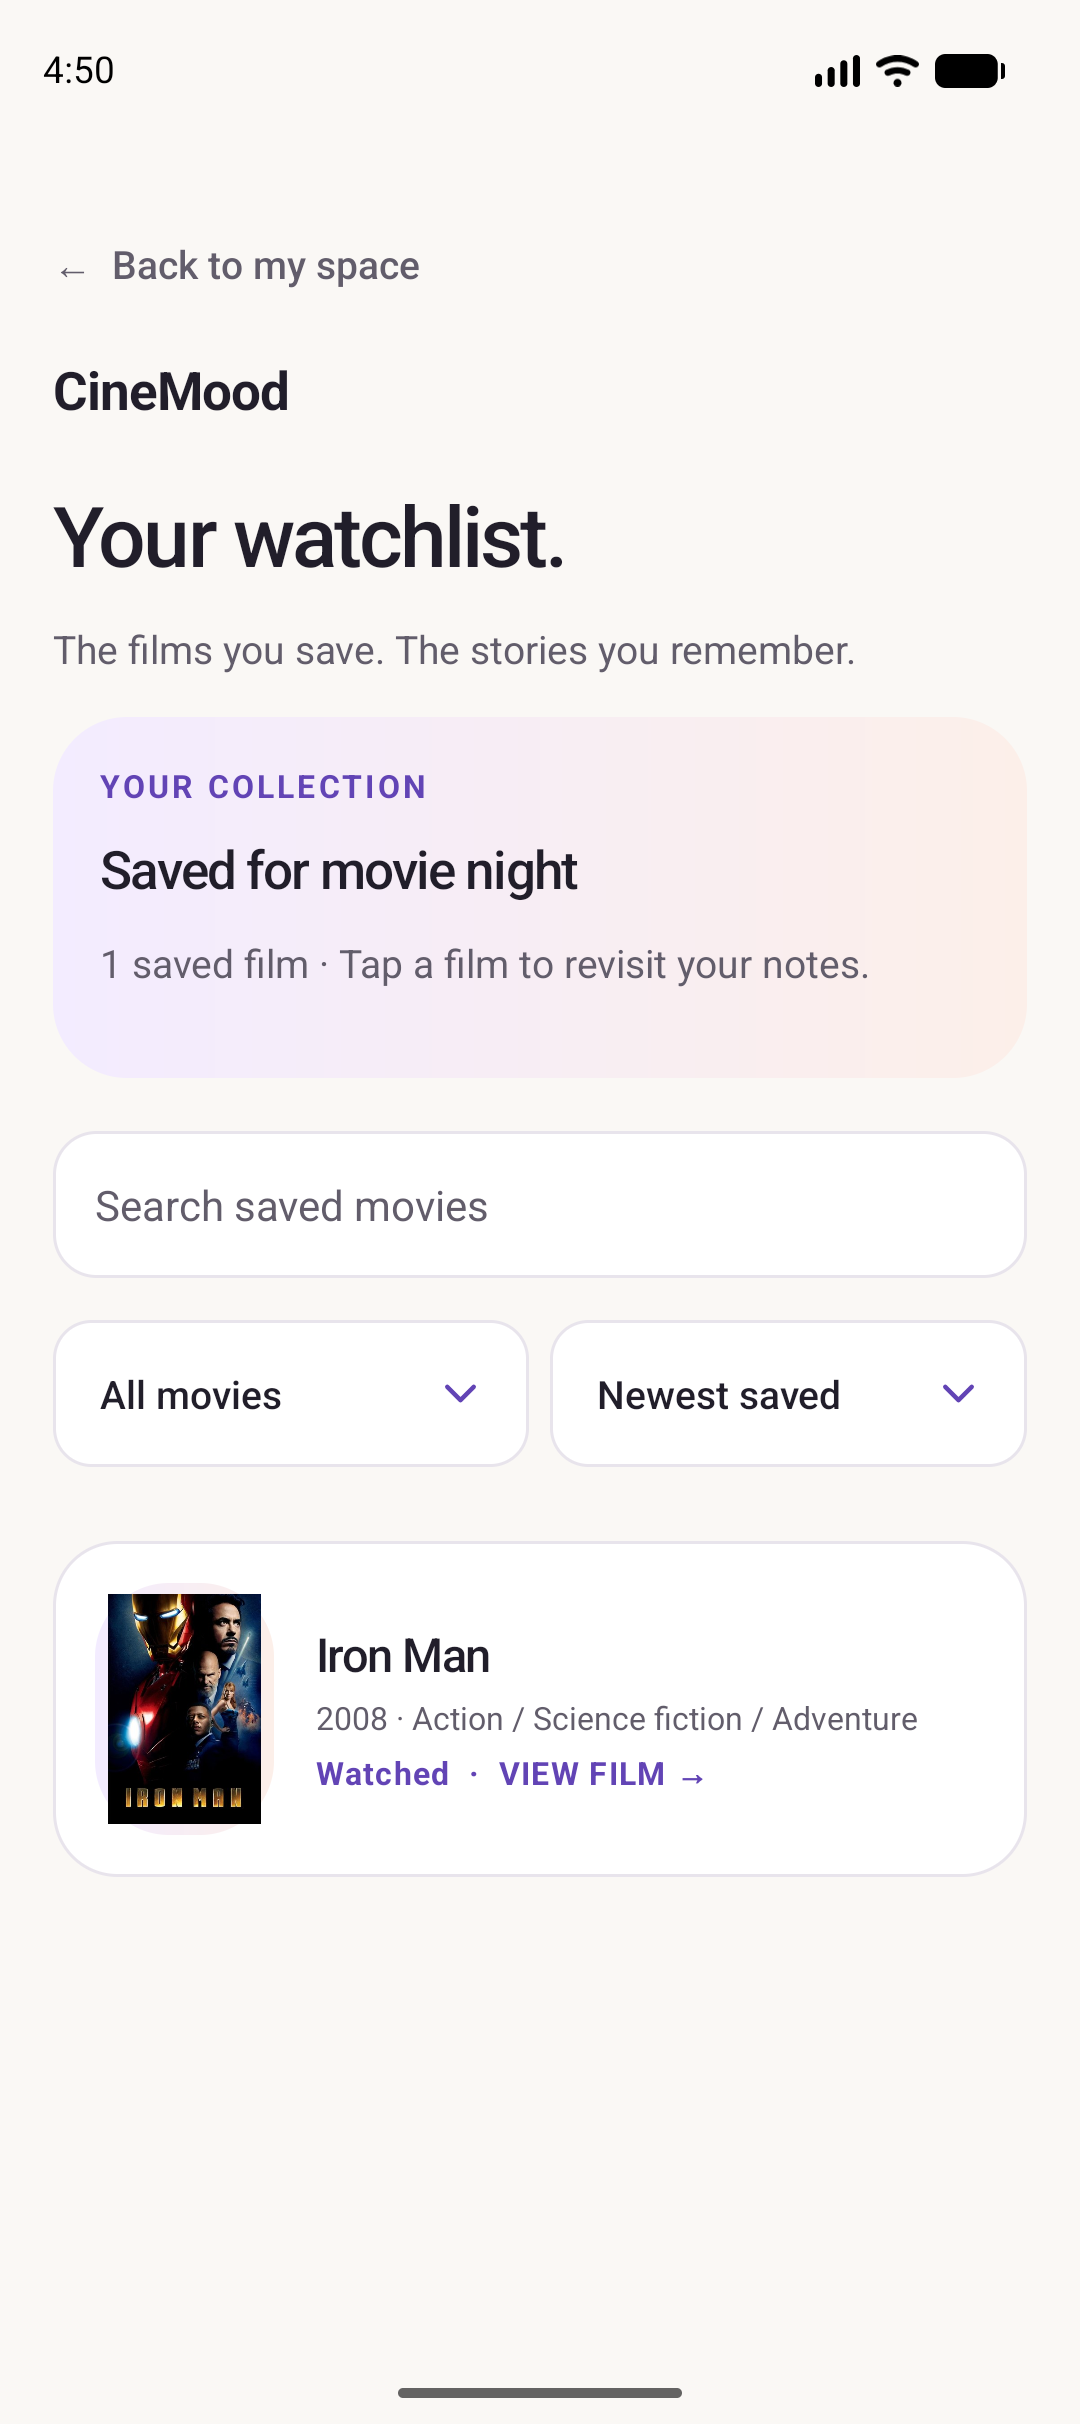 4:50
← Back to my space
CineMood
Your watchlist.
The films you save. The stories you remember.
YOUR COLLECTION
Saved for movie night
1 saved film · Tap a film to revisit your notes.
Search saved movies
All movies
Newest saved
IRON MAN
Iron Man
2008 · Action / Science fiction / Adventure
Watched · VIEW FILM →